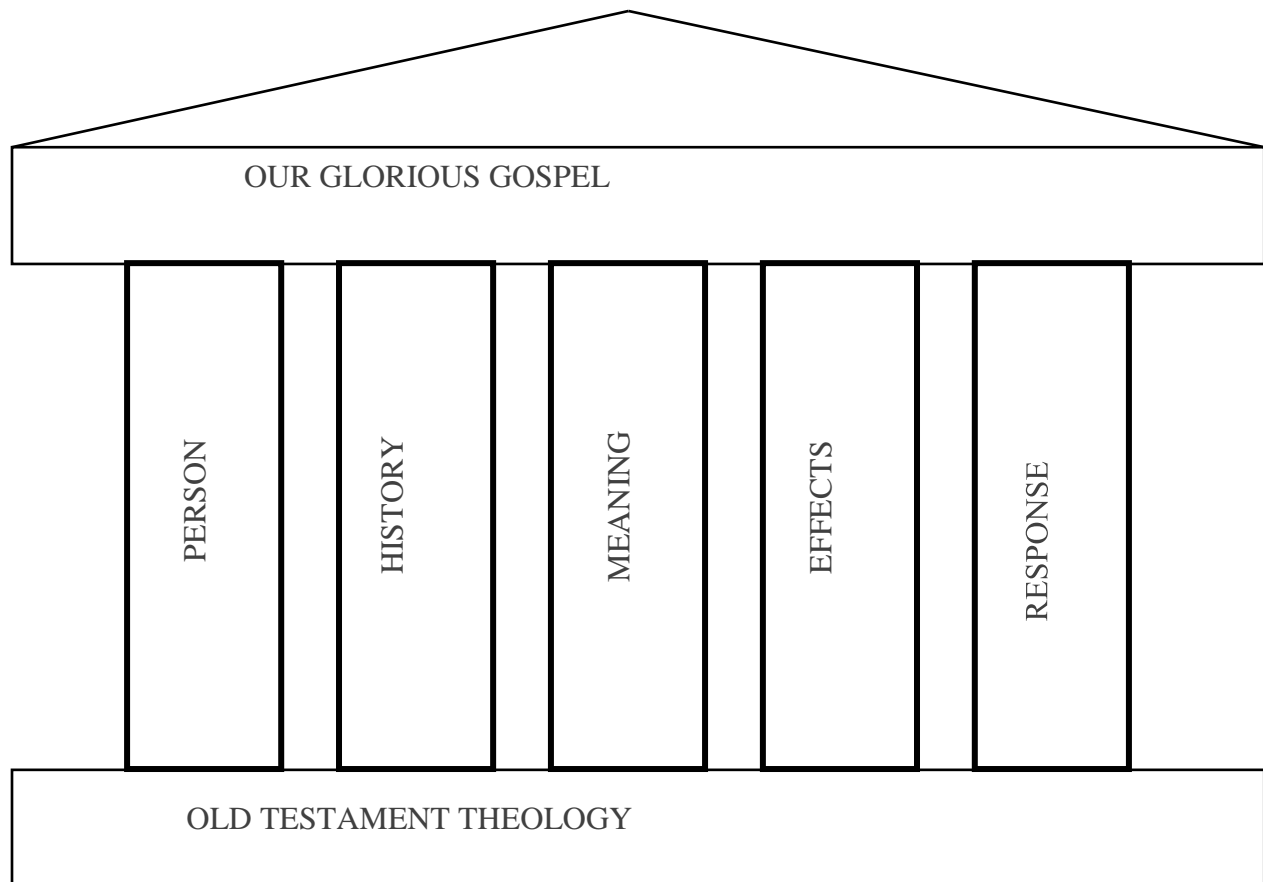 OUR GLORIOUS GOSPEL
PERSON
HISTORY
MEANING
EFFECTS
RESPONSE
OLD TESTAMENT THEOLOGY